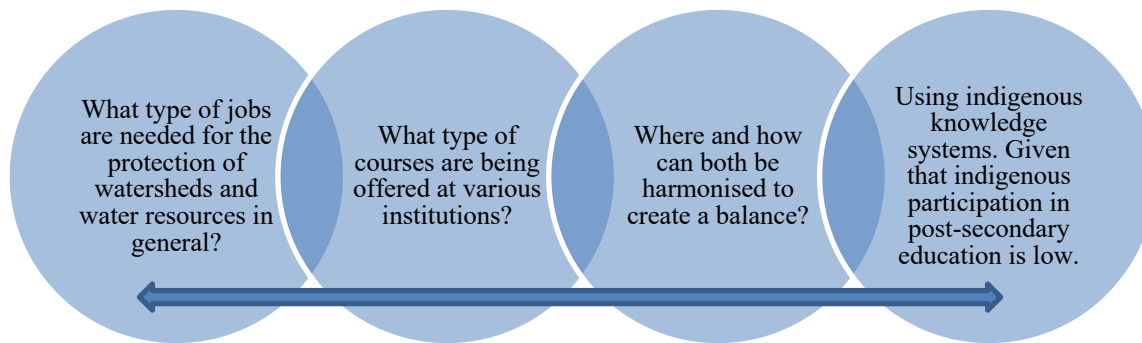 What type of jobs
are needed for the
protection of
watersheds and
water resources in
general?
What type of
courses are being
offered at various
institutions?
Where and how
can both be
harmonised to
create a balance?
Using indigenous
knowledge
systems. Given
that indigenous
participation in
post-secondary
education is low.